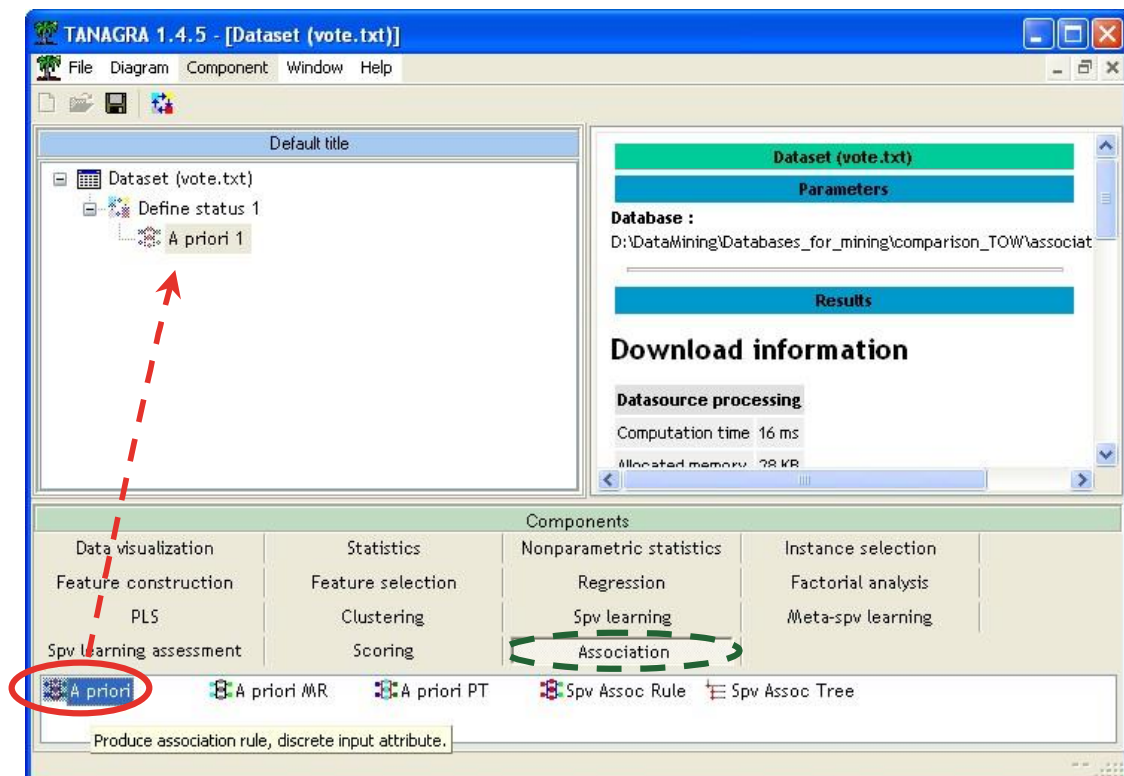 TANAGRA 1.4.5 - [Dataset (vote.txt)]
File Diagram Component Window Help
Default title
Dataset (vote.txt)
Define status 1
A priori 1
Dataset (vote.txt)
Parameters
Database :
D:\DataMining\Databases_for_mining\comparison_TOW\associat
Results
Download information
Datasource processing
Computation time 16 ms
Allocated memory 28 KB
Components
Data visualization Statistics Nonparametric statistics Instance selection
Feature construction Feature selection Regression Factorial analysis
PLS Clustering Spv learning Meta-spv learning
Spv learning assessment Scoring Association
A priori A priori MR A priori PT Spv Assoc Rule Spv Assoc Tree
Produce association rule, discrete input attribute.